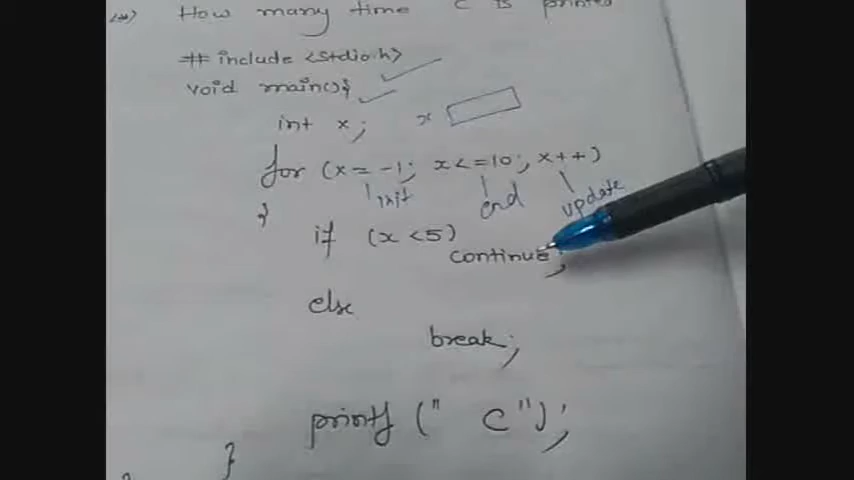 How many time C is printed
# include <stdio.h>
void main(){
int x; x
for (x = -1; x <= 10; x++)
init end update
{
if (x < 5)
continue;
else
break;
printf (" C");
}